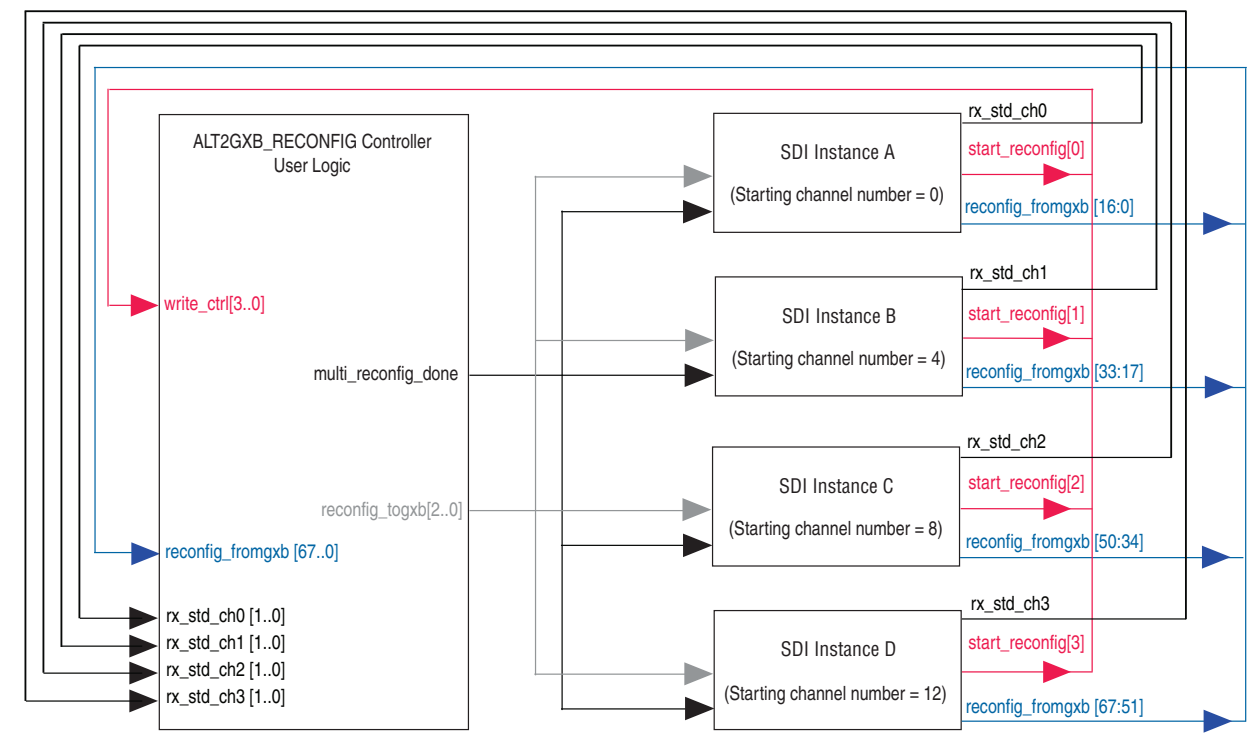 ALT2GXB_RECONFIG Controller
User Logic
write_ctrl[3..0]
multi_reconfig_done
reconfig_togxb[2..0]
reconfig_fromgxb [67..0]
rx_std_ch0 [1..0]
rx_std_ch1 [1..0]
rx_std_ch2 [1..0]
rx_std_ch3 [1..0]
SDI Instance A
(Starting channel number = 0)
rx_std_ch0
start_reconfig[0]
reconfig_fromgxb [16:0]
SDI Instance B
(Starting channel number = 4)
rx_std_ch1
start_reconfig[1]
reconfig_fromgxb [33:17]
SDI Instance C
(Starting channel number = 8)
rx_std_ch2
start_reconfig[2]
reconfig_fromgxb [50:34]
SDI Instance D
(Starting channel number = 12)
rx_std_ch3
start_reconfig[3]
reconfig_fromgxb [67:51]